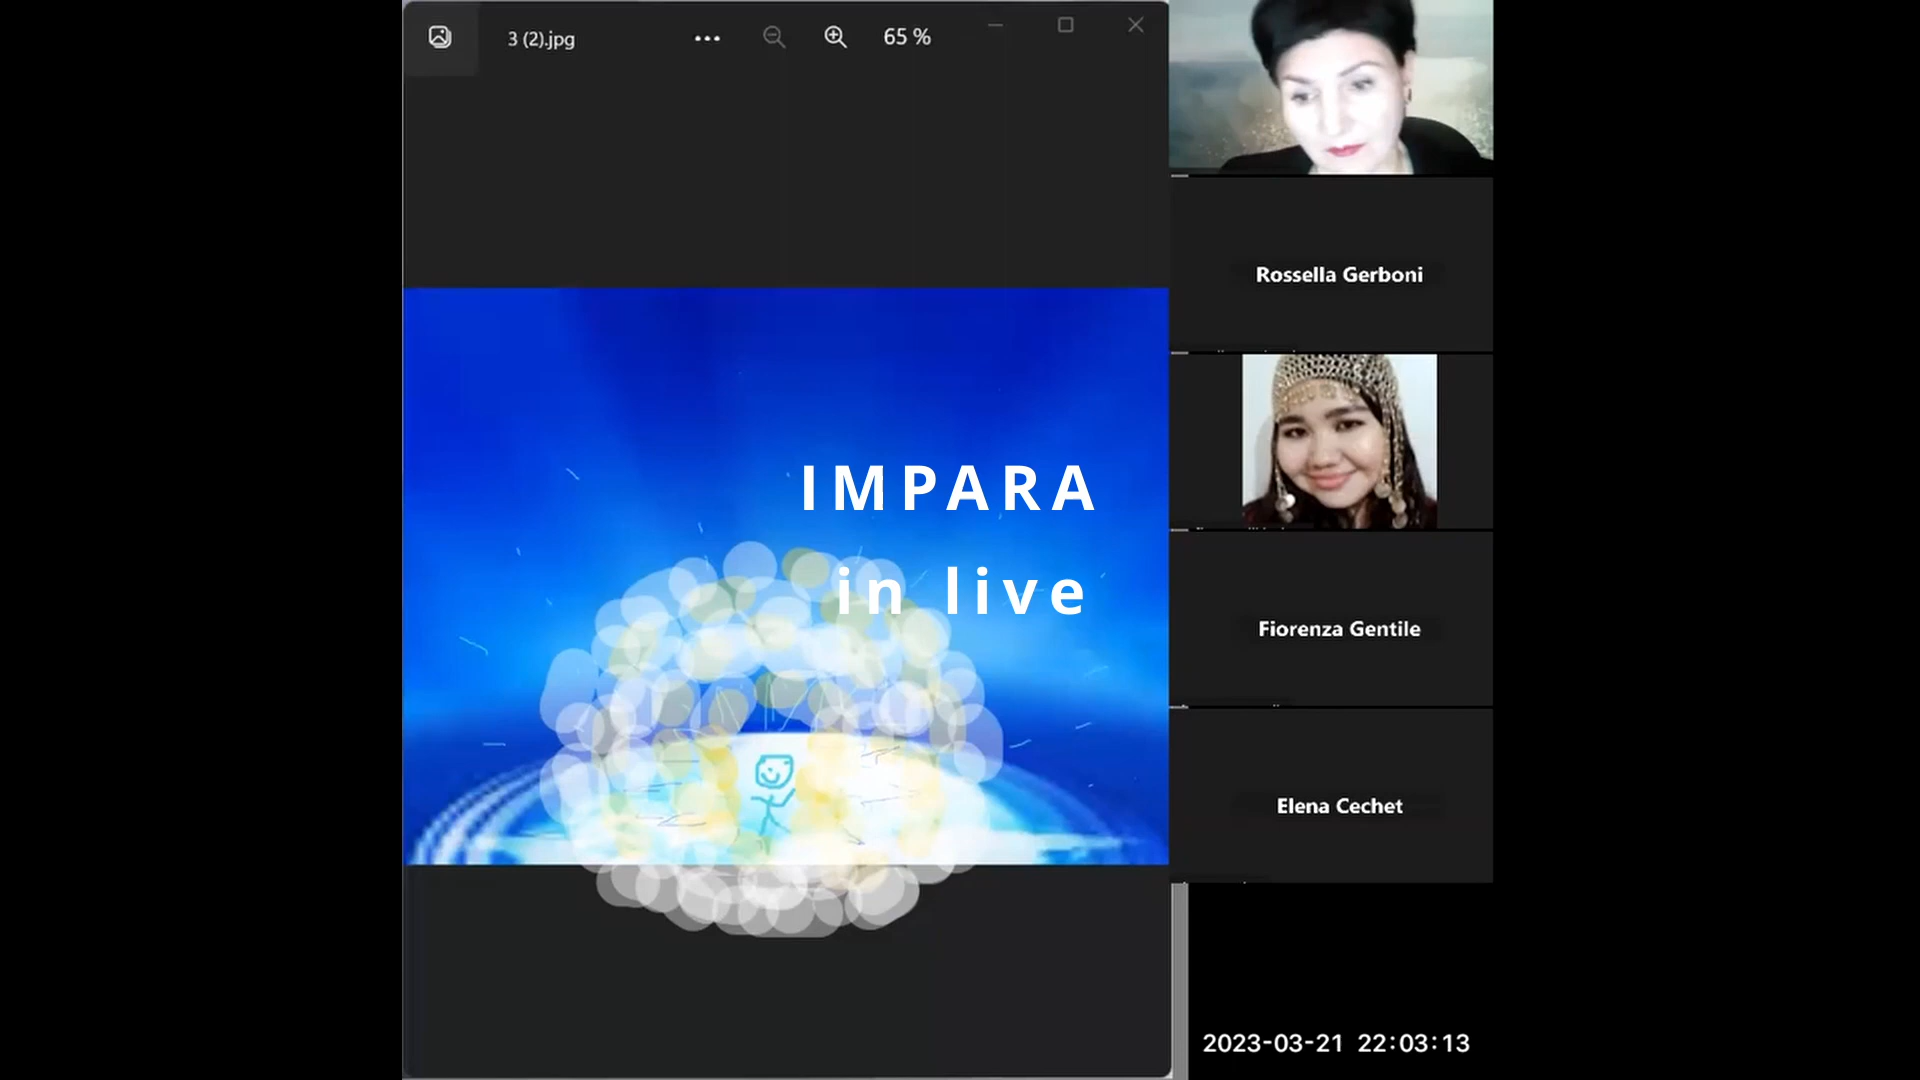 3 (2).jpg
65 %
IMPARA
in live
Rossella Gerboni
Fiorenza Gentile
Elena Cechet
2023-03-21 22:03:13